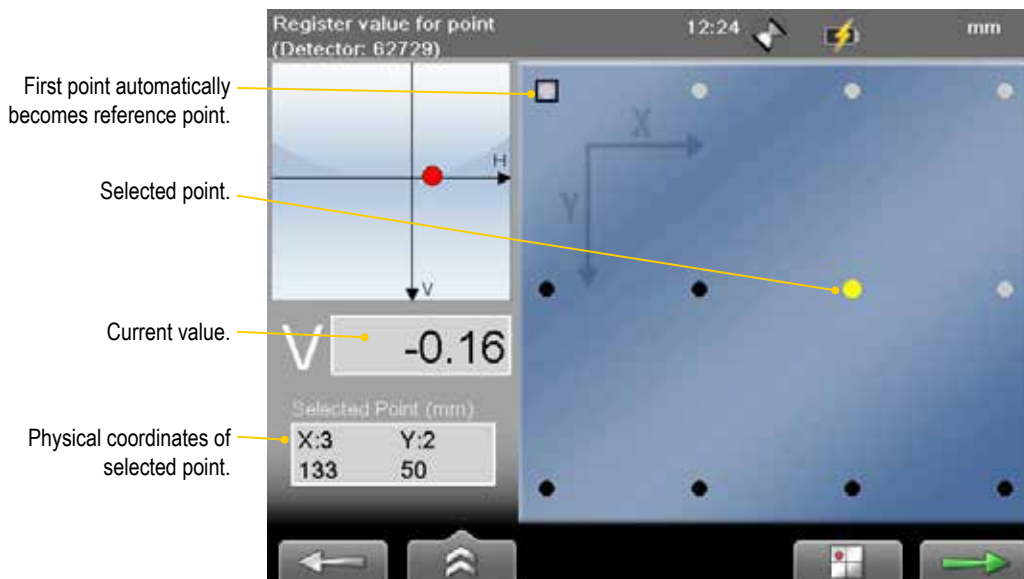 Register value for point
(Detector: 62729)
12:24
mm
First point automatically
becomes reference point.
H
X
Selected point.
Y
V
Current value.
V
-0.16
Selected Point (mm)
Physical coordinates of
selected point.
X:3 Y:2
133 50